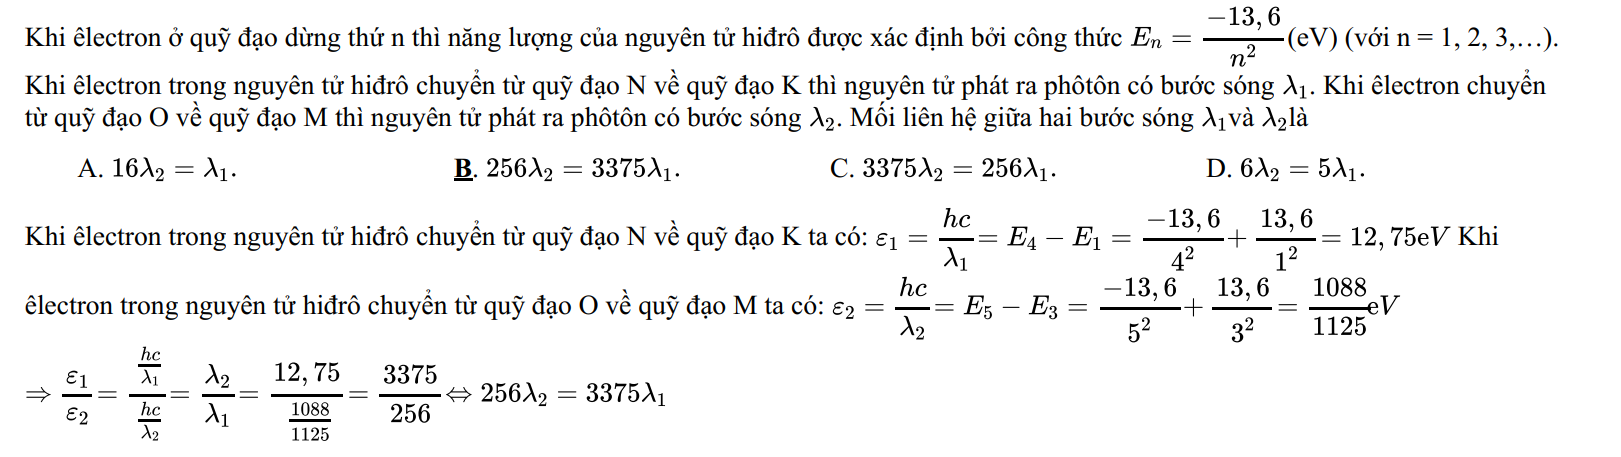 Khi êlectron ở quỹ đạo dừng thứ n thì năng lượng của nguyên tử hiđrô được xác định bởi công thức $E_n = \frac{-13,6}{n^2}$(eV) (với n = 1, 2, 3,…).
Khi êlectron trong nguyên tử hiđrô chuyển từ quỹ đạo N về quỹ đạo K thì nguyên tử phát ra phôtôn có bước sóng $\lambda_1$. Khi êlectron chuyển
từ quỹ đạo O về quỹ đạo M thì nguyên tử phát ra phôtôn có bước sóng $\lambda_2$. Mối liên hệ giữa hai bước sóng $\lambda_1$và $\lambda_2$là
A. $16\lambda_2 = \lambda_1$. B. $256\lambda_2 = 3375\lambda_1$. C. $3375\lambda_2 = 256\lambda_1$. D. $6\lambda_2 = 5\lambda_1$.
Khi êlectron trong nguyên tử hiđrô chuyển từ quỹ đạo N về quỹ đạo K ta có: $\varepsilon_1 = \frac{hc}{\lambda_1} = E_4 - E_1 = \frac{-13,6}{4^2} + \frac{13,6}{1^2} = 12,75$eV Khi
êlectron trong nguyên tử hiđrô chuyển từ quỹ đạo O về quỹ đạo M ta có: $\varepsilon_2 = \frac{hc}{\lambda_2} = E_5 - E_3 = \frac{-13,6}{5^2} + \frac{13,6}{3^2} = \frac{1088}{1125}eV$
$\Rightarrow \frac{\varepsilon_1}{\varepsilon_2} = \frac{\frac{hc}{\lambda_1}}{\frac{hc}{\lambda_2}} = \frac{\lambda_2}{\lambda_1} = \frac{12,75}{\frac{1088}{1125}} = \frac{3375}{256} \Leftrightarrow 256\lambda_2 = 3375\lambda_1$